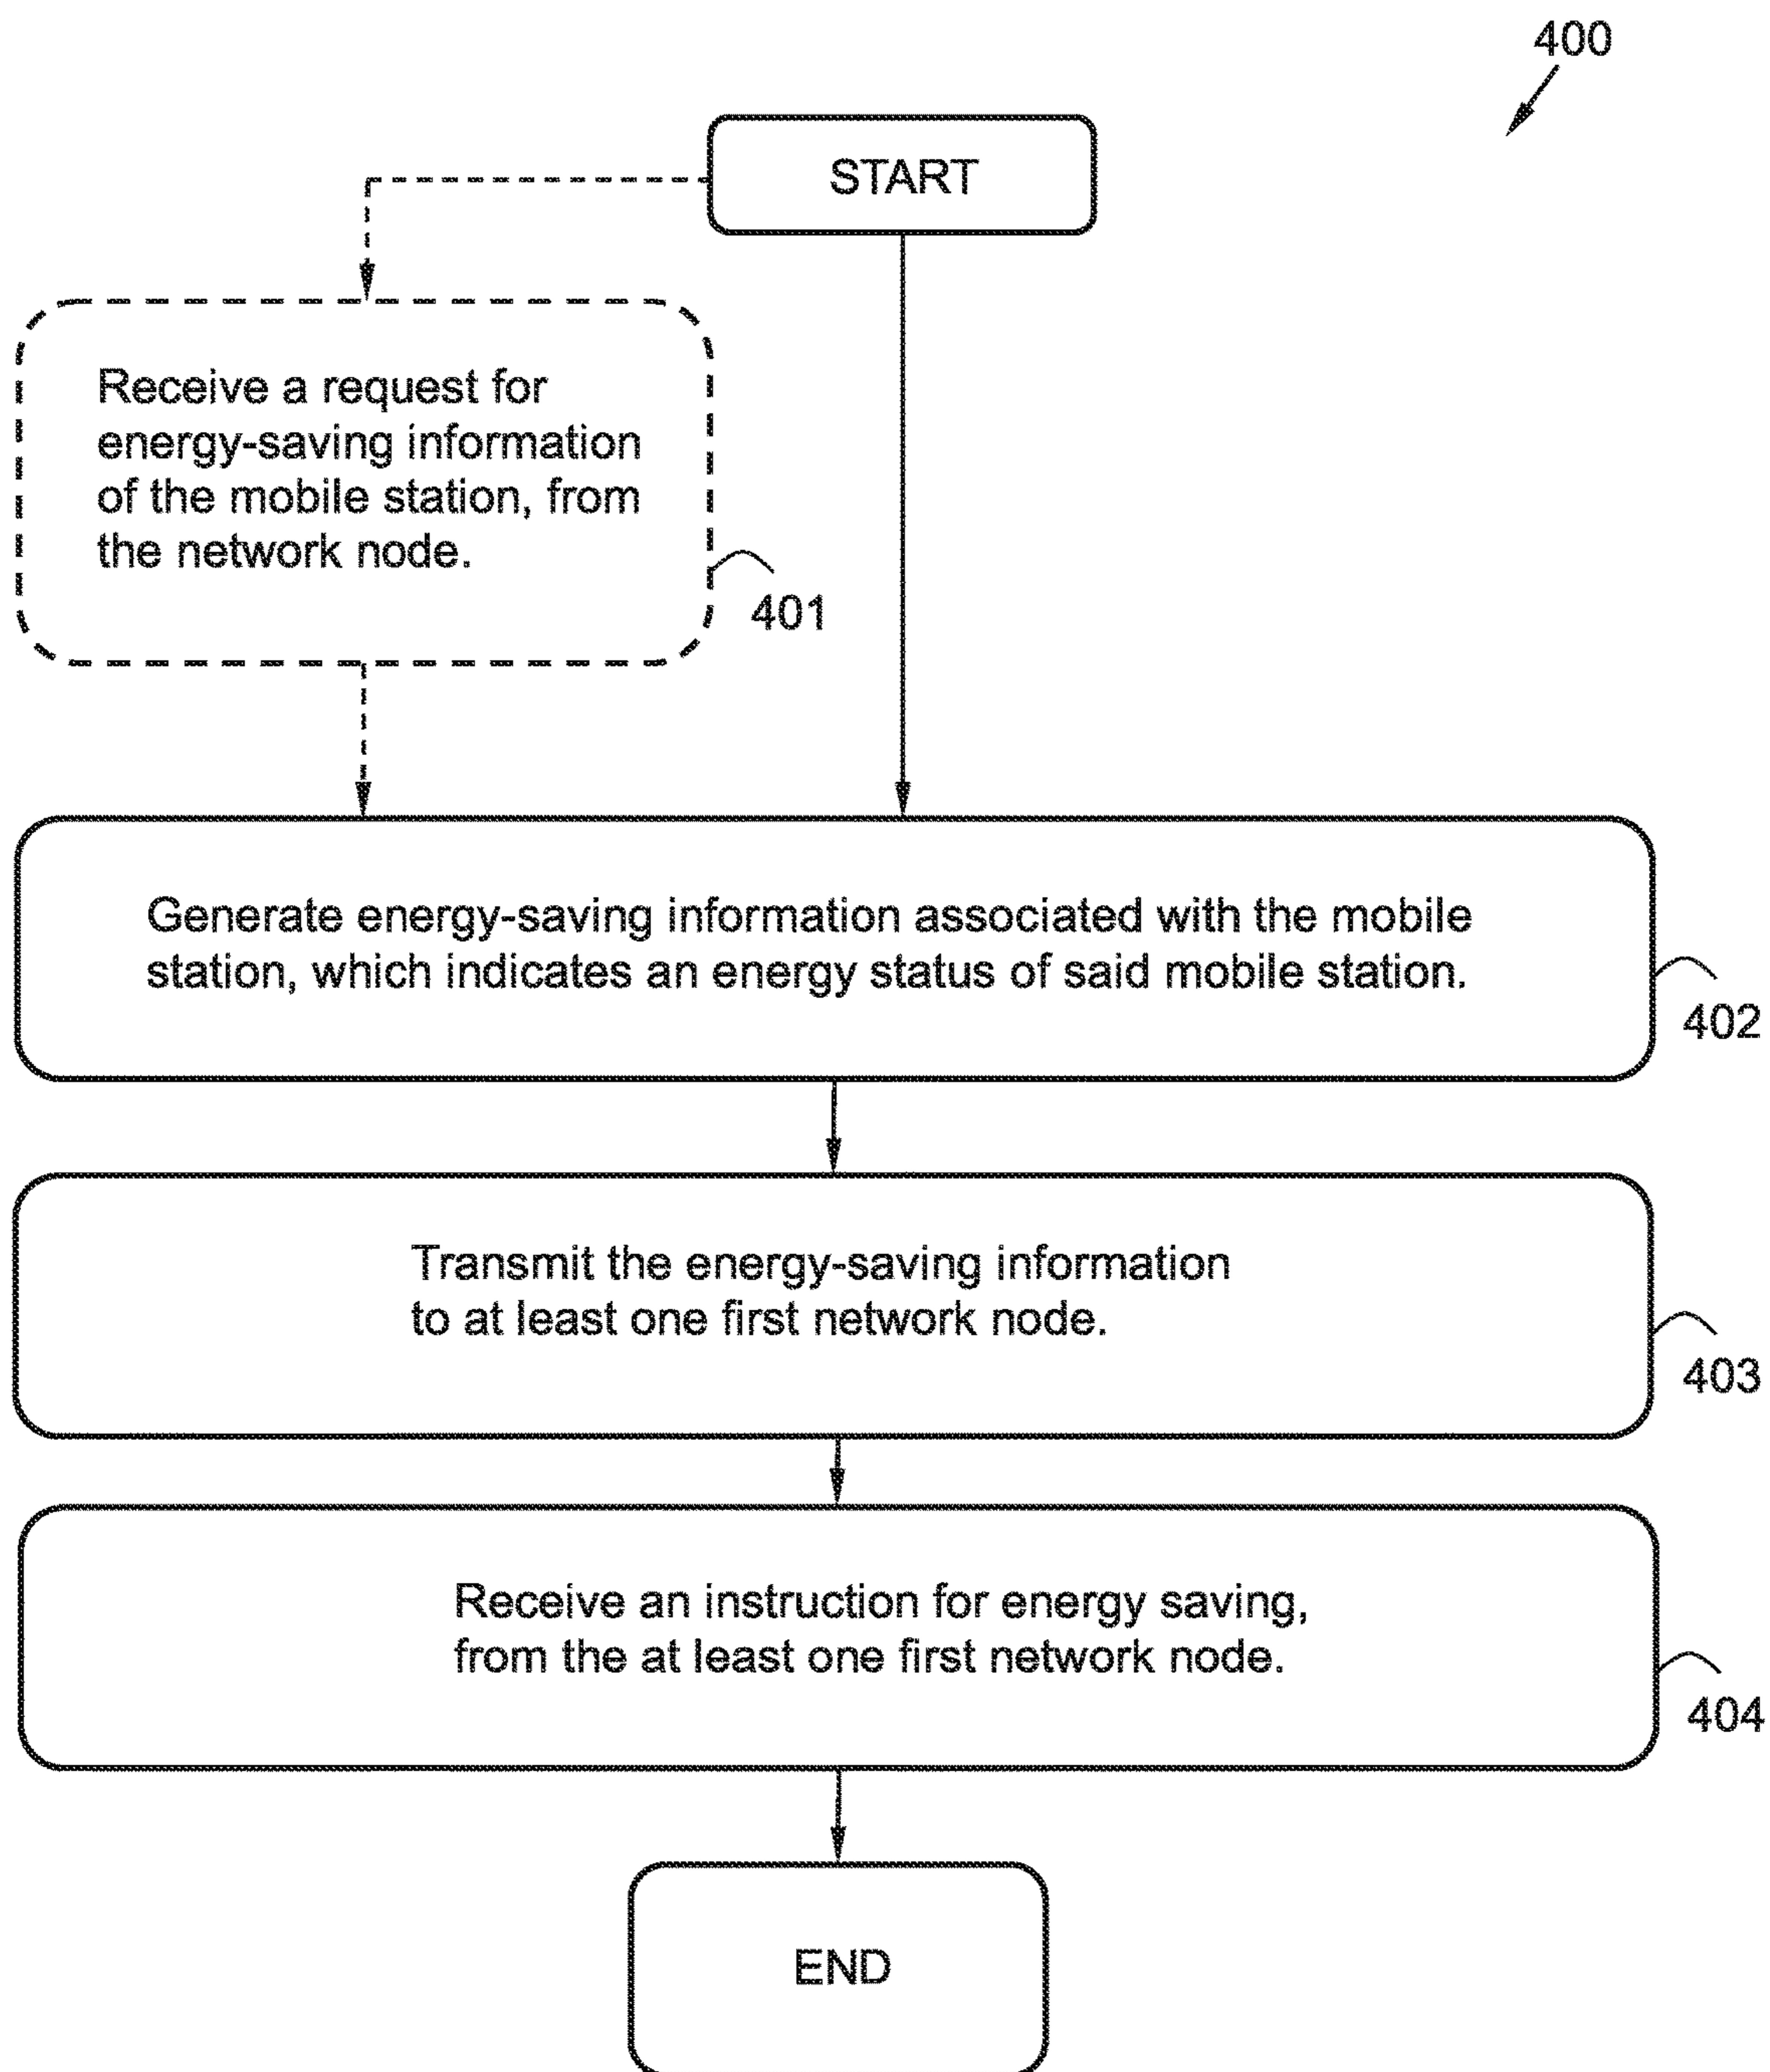 400
START
Receive a request for
energy-saving information
of the mobile station, from
the network node.
401
Generate energy-saving information associated with the mobile
station, which indicates an energy status of said mobile station.
402
Transmit the energy-saving information
to at least one first network node.
403
Receive an instruction for energy saving,
from the at least one first network node.
404
END